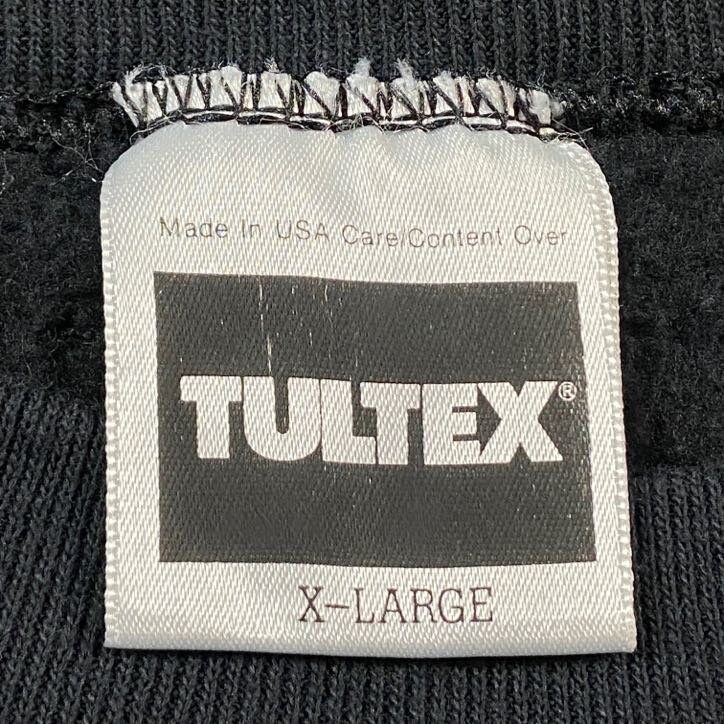 Made In USA Care/Content Over
TULTEX®
X-LARGE